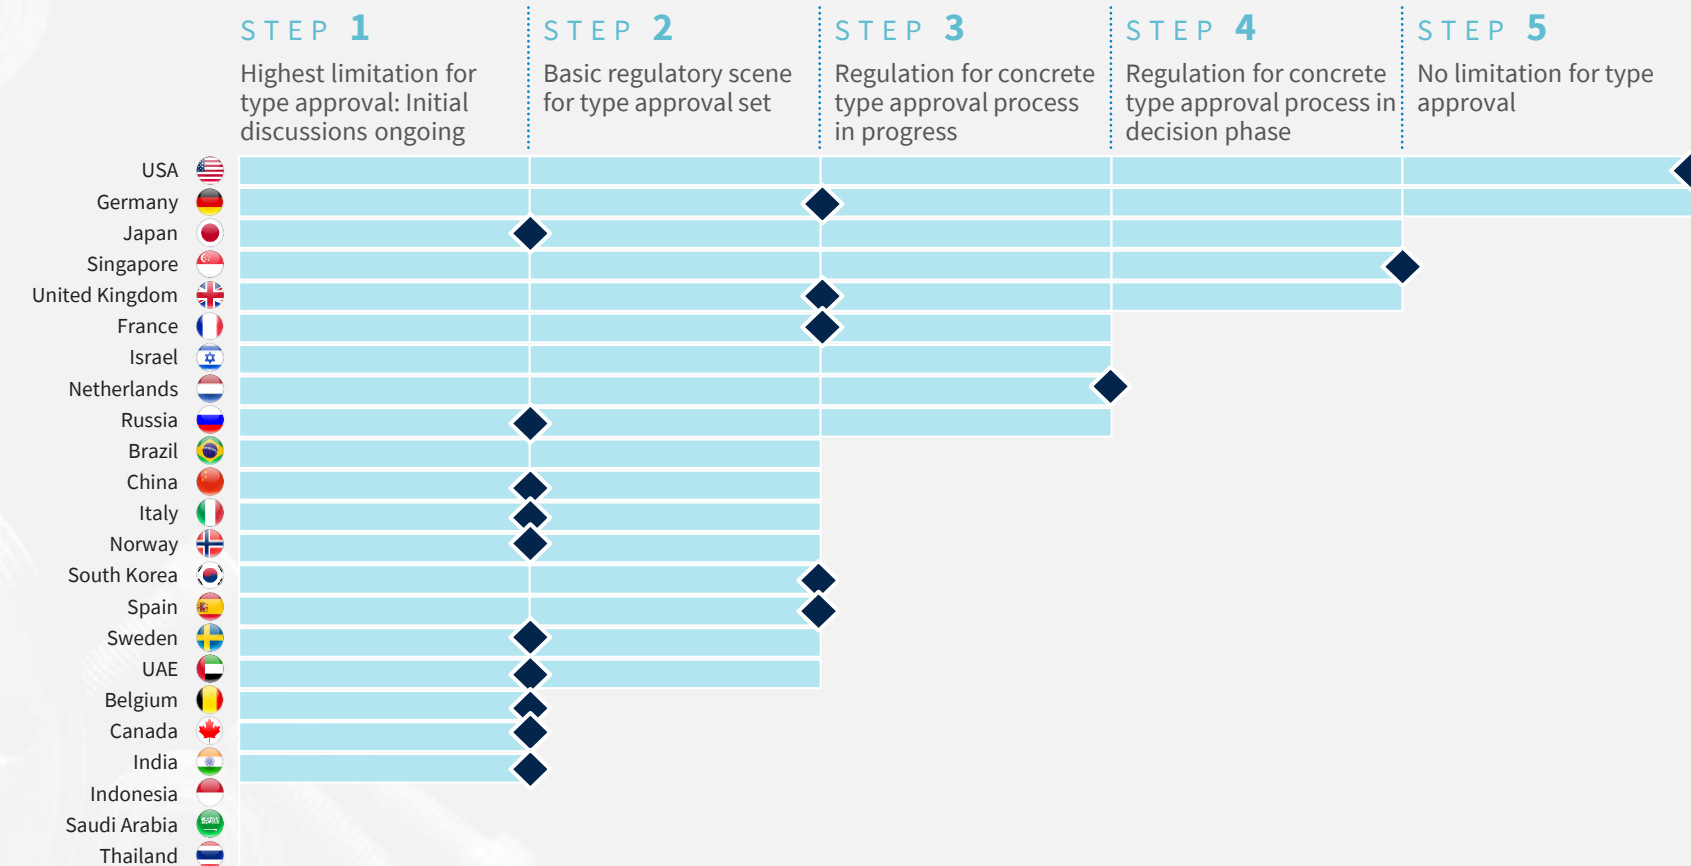 STEP 1
Highest limitation for
type approval: Initial
discussions ongoing
STEP 2
Basic regulatory scene
for type approval set
STEP 3
Regulation for concrete
type approval process
in progress
STEP 4
Regulation for concrete
type approval process in
decision phase
STEP 5
No limitation for type
approval
USA
Germany
Japan
Singapore
United Kingdom
France
Israel
Netherlands
Russia
Brazil
China
Italy
Norway
South Korea
Spain
Sweden
UAE
Belgium
Canada
India
Indonesia
Saudi Arabia
Thailand